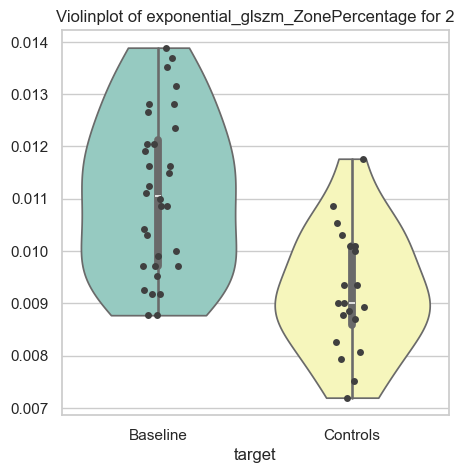 Violinplot of exponential_glszm_ZonePercentage for 2
0.014
0.013
0.012
0.011
0.010
0.009
0.008
0.007
Baseline
Controls
target